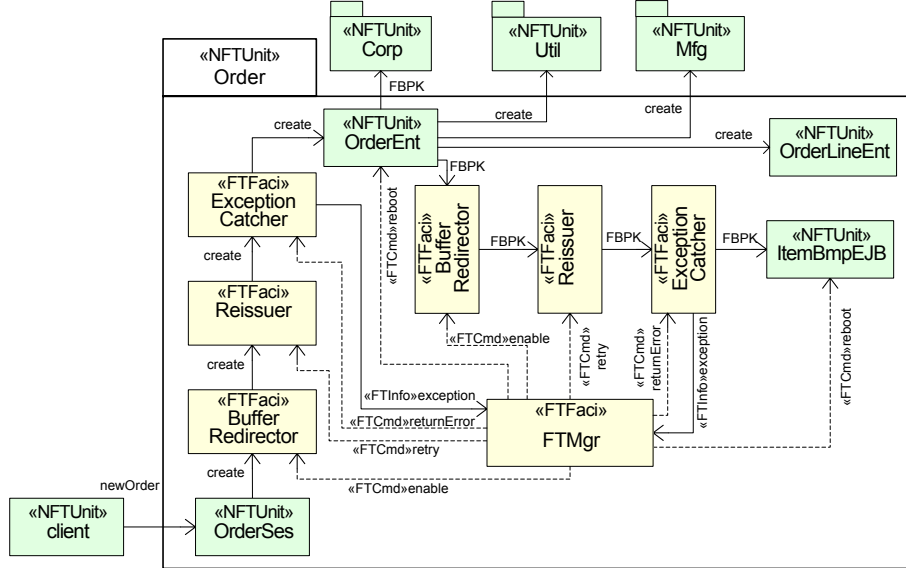 «NFTUnit»
Corp
«NFTUnit»
Util
«NFTUnit»
Mfg
«NFTUnit»
Order
FBPK
create
create
create
«NFTUnit»
OrderEnt
create
«NFTUnit»
OrderLineEnt
FBPK
«FTFaci»
Exception
Catcher
«FTCmd»reboot
«FTFaci»
Buffer
Redirector
FBPK
«FTFaci»
Reissuer
FBPK
«FTFaci»
Exception
Catcher
FBPK
«NFTUnit»
ItemBmpEJB
create
«FTFaci»
Reissuer
«FTCmd»enable
«FTCmd»
retry
«FTCmd»
returnError
«FTInfo»exception
«FTCmd»reboot
create
«FTInfo»exception
«FTFaci»
FTMgr
«FTFaci»
Buffer
Redirector
«FTCmd»returnError
«FTCmd»retry
create
«FTCmd»enable
newOrder
«NFTUnit»
client
«NFTUnit»
OrderSes